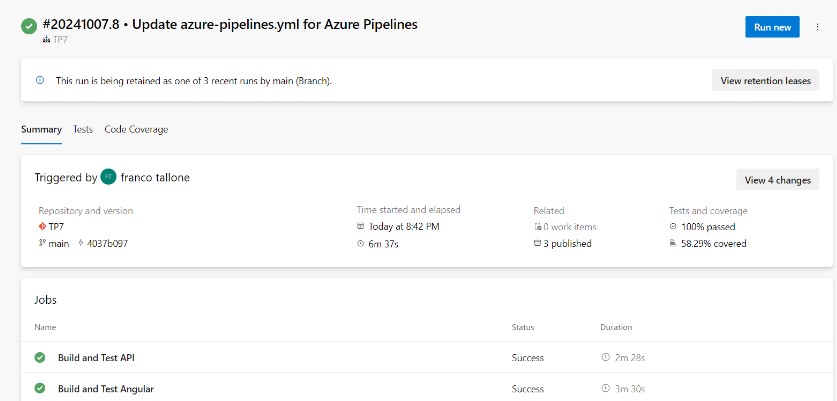 #20241007.8 • Update azure-pipelines.yml for Azure Pipelines
TP7
Run new
This run is being retained as one of 3 recent runs by main (Branch).
View retention leases
Summary Tests Code Coverage
Triggered by FT franco tallone
View 4 changes
Repository and version Time started and elapsed Related Tests and coverage
TP7 Today at 8:42 PM 0 work items 100% passed
main 4037b097 6m 37s 3 published 58.29% covered
Jobs
Name Status Duration
Build and Test API Success 2m 28s
Build and Test Angular Success 3m 30s